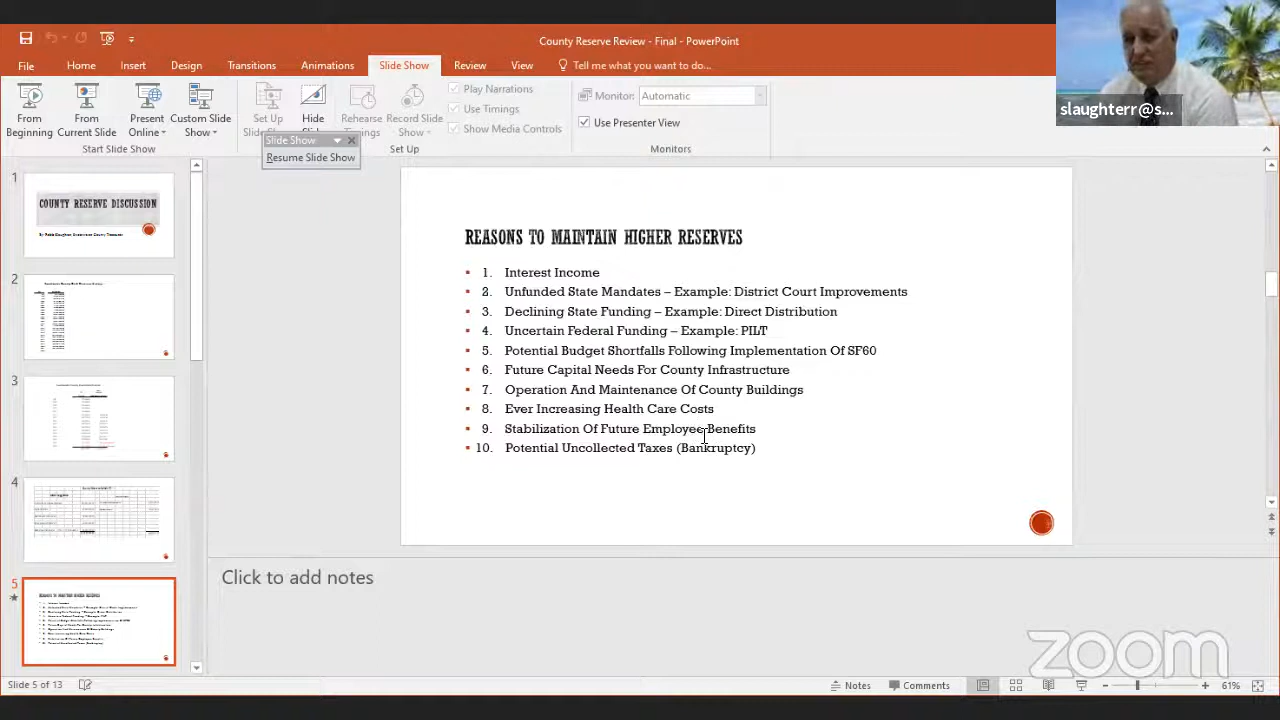 County Reserve Review - Final - PowerPoint
File Home Insert Design Transitions Animations Slide Show Review View Tell me what you want to do...
slaughterr@s...
From Beginning
From Current Slide
Present Online
Custom Slide Show
Set Up
Hide
Rehearse
Record Slide Show
Play Narrations
Use Timings
Show Media Controls
Monitor: Automatic
Use Presenter View
Start Slide Show
Set Up
Monitors
Slide Show
Resume Slide Show
1
COUNTY RESERVE DISCUSSION
2
3
4
5
REASONS TO MAINTAIN HIGHER RESERVES
1. Interest Income
2. Unfunded State Mandates – Example: District Court Improvements
3. Declining State Funding – Example: Direct Distribution
4. Uncertain Federal Funding – Example: PILT
5. Potential Budget Shortfalls Following Implementation Of SF60
6. Future Capital Needs For County Infrastructure
7. Operation And Maintenance Of County Buildings
8. Ever Increasing Health Care Costs
9. Stabilization Of Future Employee Benefits
10. Potential Uncollected Taxes (Bankruptcy)
Click to add notes
zoom
Slide 5 of 13
Notes Comments 61%